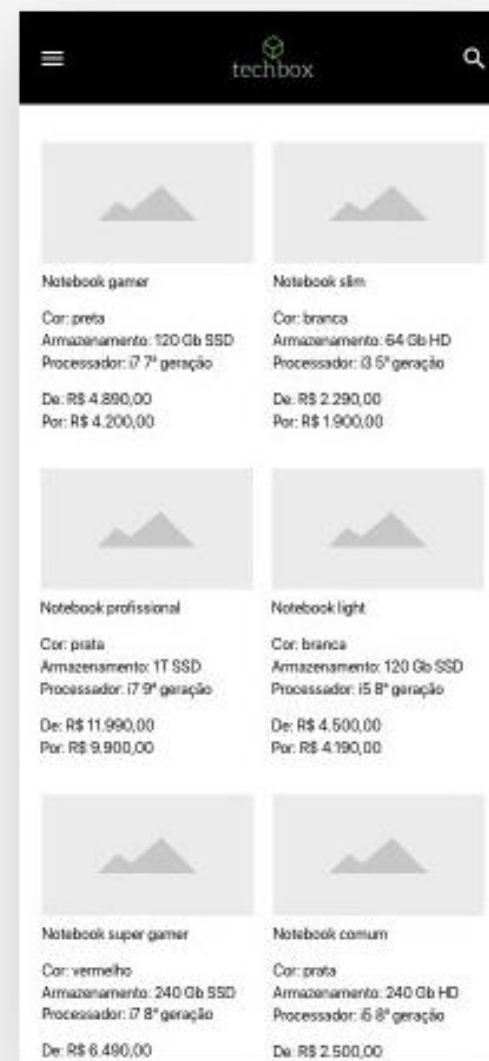 techbox
Notebook gamer
Cor: preta
Armazenamento: 120 Gb SSD
Processador: i7 7ª geração
De: R$ 4.890,00
Por: R$ 4.200,00
Notebook slim
Cor: branca
Armazenamento: 64 Gb HD
Processador: i3 5ª geração
De: R$ 2.290,00
Por: R$ 1.900,00
Notebook profissional
Cor: prata
Armazenamento: 1T SSD
Processador: i7 9ª geração
De: R$ 11.990,00
Por: R$ 9.900,00
Notebook light
Cor: branca
Armazenamento: 120 Gb SSD
Processador: i5 8ª geração
De: R$ 4.500,00
Por: R$ 4.190,00
Notebook super gamer
Cor: vermelho
Armazenamento: 240 Gb SSD
Processador: i7 8ª geração
De: R$ 6.490,00
Notebook comum
Cor: prata
Armazenamento: 240 Gb HD
Processador: i5 8ª geração
De: R$ 2.500,00